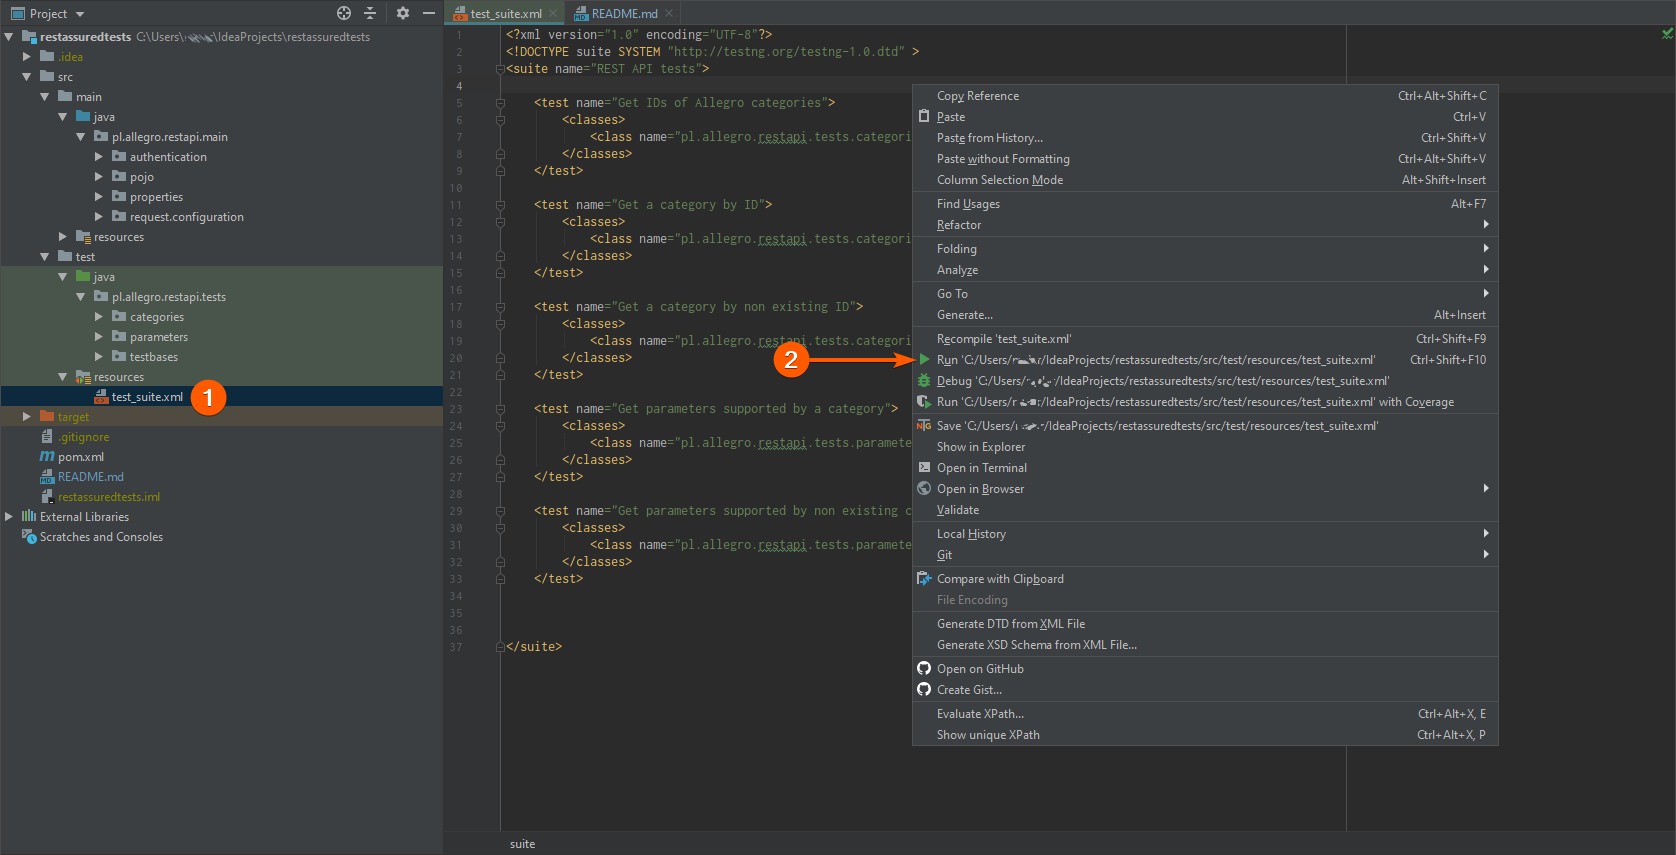 Project
restassuredtests C:\Users\ \IdeaProjects\restassuredtests
.idea
src
main
java
pl.allegro.restapi.main
authentication
pojo
properties
request.configuration
resources
test
java
pl.allegro.restapi.tests
categories
parameters
testbases
resources
test_suite.xml 1
target
.gitignore
pom.xml
README.md
restassuredtests.iml
External Libraries
Scratches and Consoles
test_suite.xml README.md
1 <?xml version="1.0" encoding="UTF-8"?>
2 <!DOCTYPE suite SYSTEM "http://testng.org/testng-1.0.dtd" >
3 <suite name="REST API tests">
4
5 <test name="Get IDs of Allegro categories">
6 <classes>
7 <class name="pl.allegro.restapi.tests.categori
8 </classes>
9 </test>
10
11 <test name="Get a category by ID">
12 <classes>
13 <class name="pl.allegro.restapi.tests.categori
14 </classes>
15 </test>
16
17 <test name="Get a category by non existing ID">
18 <classes>
19 <class name="pl.allegro.restapi.tests.categori
20 </classes>
21 </test>
22
23 <test name="Get parameters supported by a category">
24 <classes>
25 <class name="pl.allegro.restapi.tests.paramete
26 </classes>
27 </test>
28
29 <test name="Get parameters supported by non existing c
30 <classes>
31 <class name="pl.allegro.restapi.tests.paramete
32 </classes>
33 </test>
34
35
36
37 </suite>
suite
Copy Reference Ctrl+Alt+Shift+C
Paste Ctrl+V
Paste from History... Ctrl+Shift+V
Paste without Formatting Ctrl+Alt+Shift+V
Column Selection Mode Alt+Shift+Insert
Find Usages Alt+F7
Refactor
Folding
Analyze
Go To
Generate... Alt+Insert
Recompile 'test_suite.xml' Ctrl+Shift+F9
2 Run 'C:/Users/ /IdeaProjects/restassuredtests/src/test/resources/test_suite.xml' Ctrl+Shift+F10
Debug 'C:/Users/ /IdeaProjects/restassuredtests/src/test/resources/test_suite.xml'
Run 'C:/Users/ /IdeaProjects/restassuredtests/src/test/resources/test_suite.xml' with Coverage
Save 'C:/Users/ /IdeaProjects/restassuredtests/src/test/resources/test_suite.xml'
Show in Explorer
Open in Terminal
Open in Browser
Validate
Local History
Git
Compare with Clipboard
File Encoding
Generate DTD from XML File
Generate XSD Schema from XML File...
Open on GitHub
Create Gist...
Evaluate XPath... Ctrl+Alt+X, E
Show unique XPath Ctrl+Alt+X, P